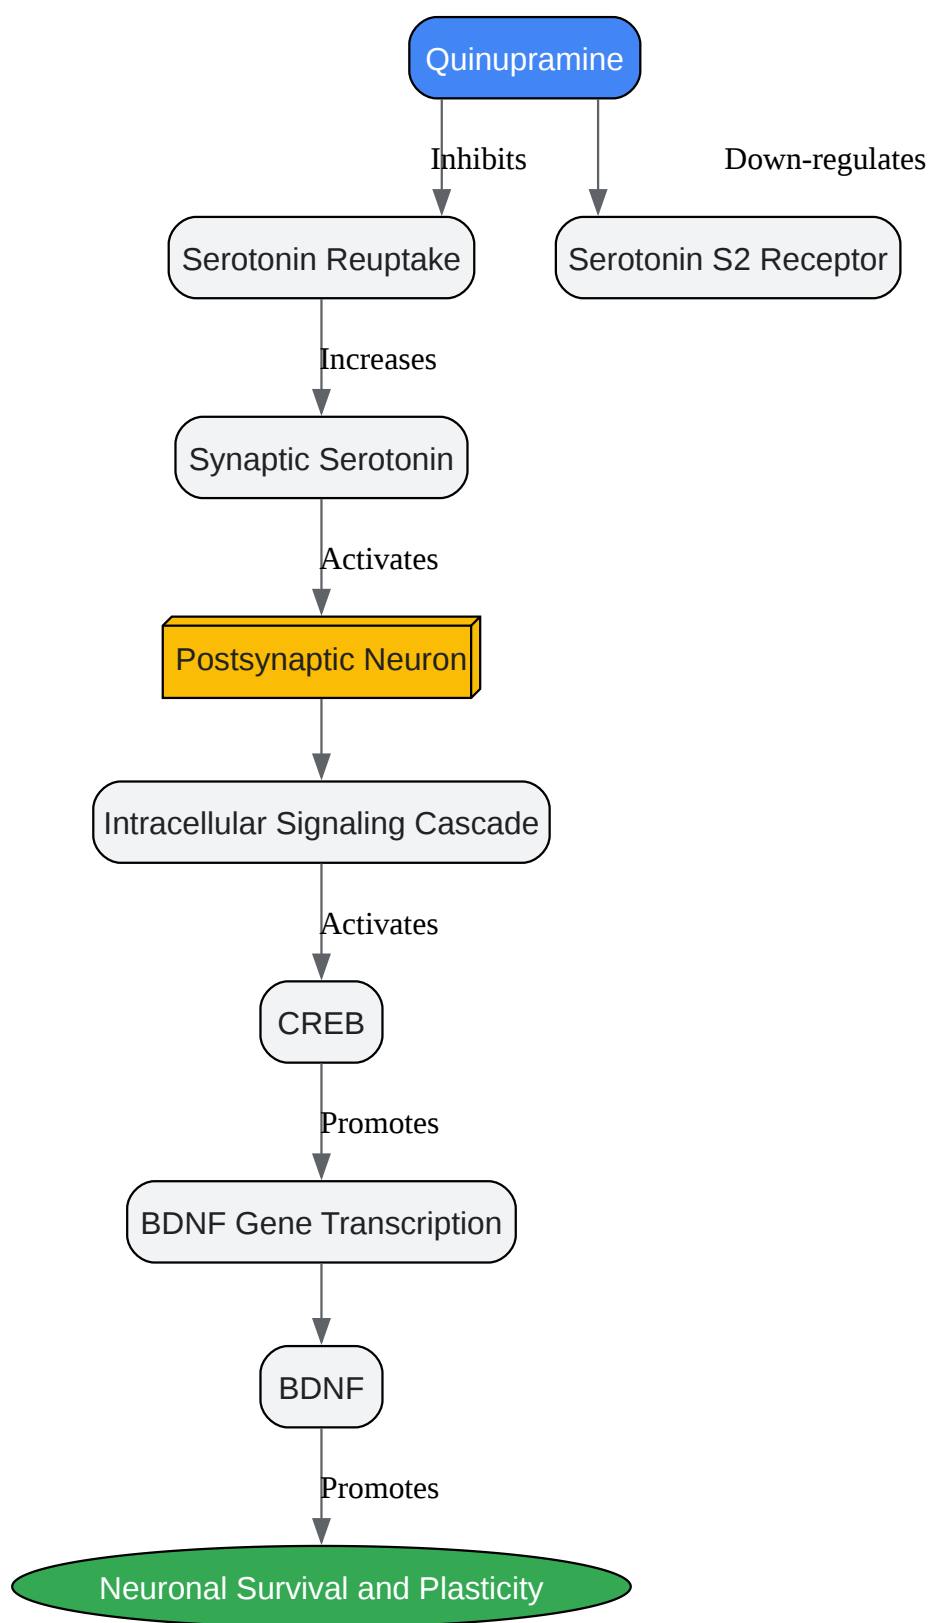 Quinupramine
Inhibits
Down-regulates
Serotonin Reuptake
Serotonin S2 Receptor
Increases
Synaptic Serotonin
Activates
Postsynaptic Neuron
Intracellular Signaling Cascade
Activates
CREB
Promotes
BDNF Gene Transcription
BDNF
Promotes
Neuronal Survival and Plasticity